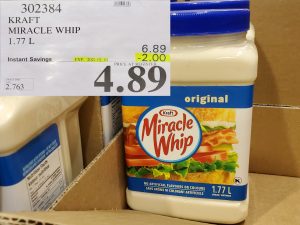 302384
KRAFT
MIRACLE WHIP
1.77 L
6.89
Instant Savings
-2.00
4.89
2.763
original
Kraft
Miracle
Whip
1.77 L